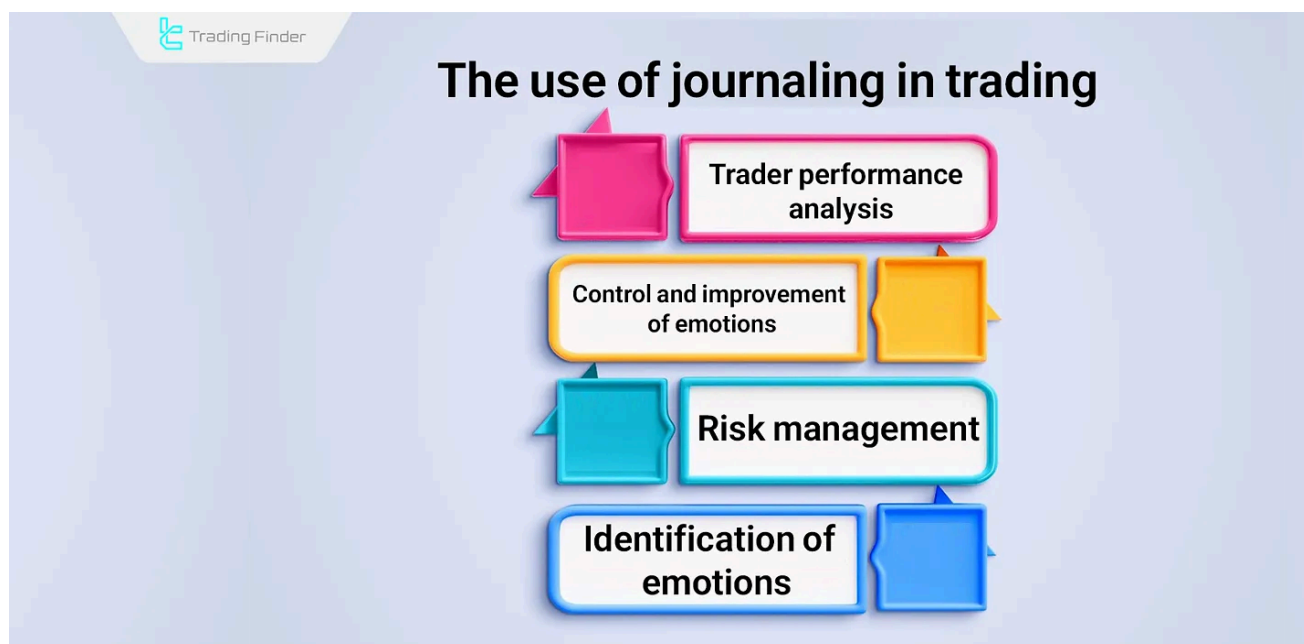 Trading Finder
The use of journaling in trading
Trader performance
analysis
Control and improvement
of emotions
Risk management
Identification of
emotions